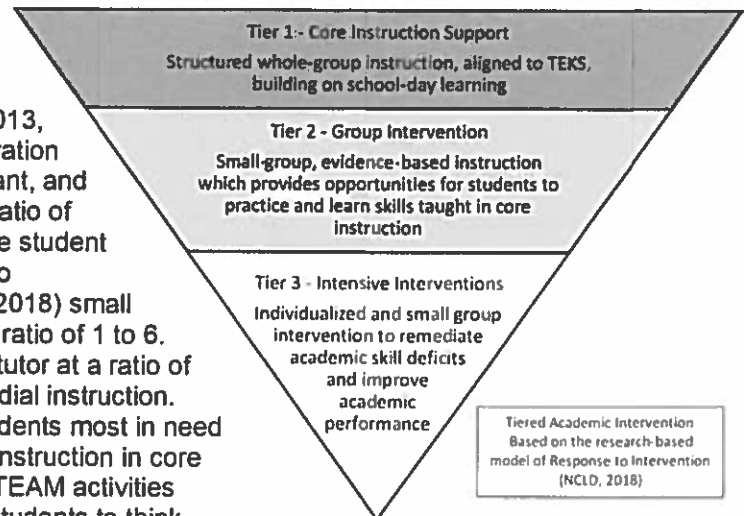 Tier 1:- Core Instruction Support
Structured whole-group instruction, aligned to TEKS,
building on school-day learning
Tier 2 - Group Intervention
Small-group, evidence-based instruction
which provides opportunities for students to
practice and learn skills taught in core
instruction
Tier 3 - Intensive Interventions
Individualized and small group
intervention to remediate
academic skill deficits
and improve
academic
performance
Tiered Academic Intervention
Based on the research-based
model of Response to Intervention
(NCLD, 2018)
013,
ration
ant, and
ratio of
e student
o
2018) small
ratio of 1 to 6.
tutor at a ratio of
dial instruction.
dents most in need
nstruction in core
TEAM activities
students to think